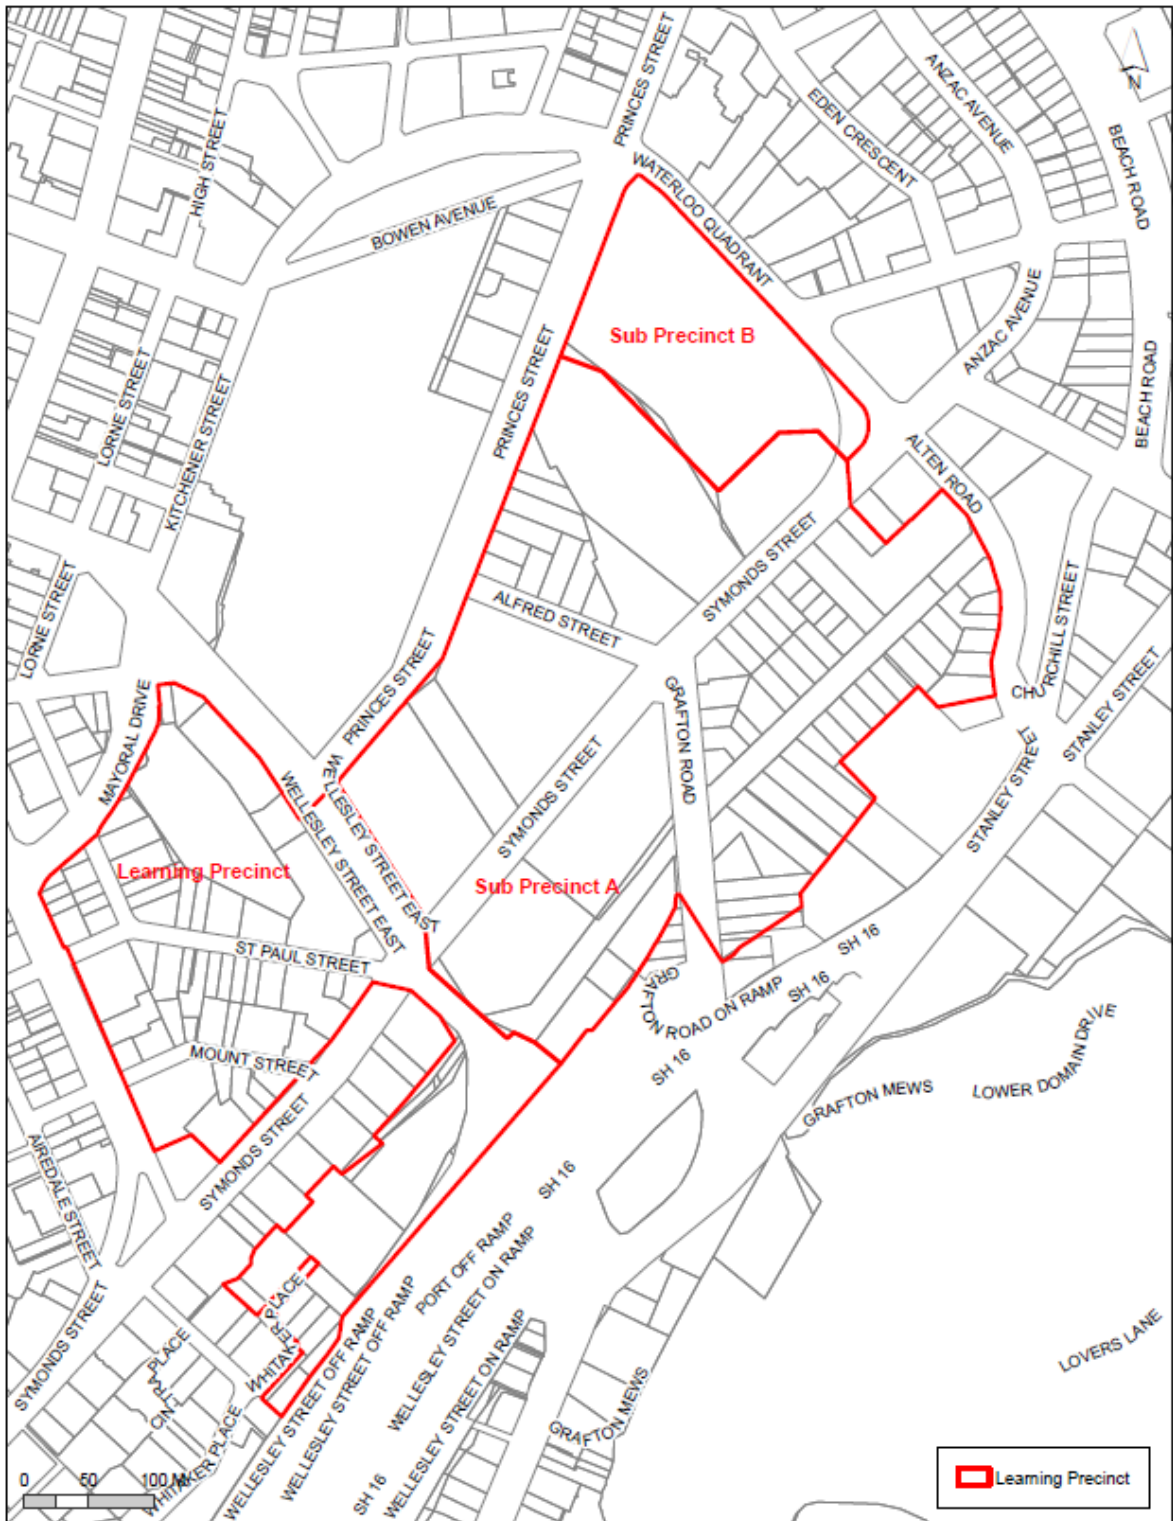 PRINCES STREET
ANZAC AVENUE
EDEN CRESCENT
N
BEACH ROAD
HIGH STREET
WATERLOO QUADRANT
BOWEN AVENUE
ANZAC AVENUE
Sub Precinct B
BEACH ROAD
LORNE STREET
KITCHENER STREET
PRINCES STREET
ALTEN ROAD
SYMONDS STREET
LORNE STREET
ALFRED STREET
CHURCHILL STREET
STANLEY STREET
PRINCES STREET
MAYORAL DRIVE
GRAFTON ROAD
STANLEY STREET
WELLESLEY STREET EAST
WELLESLEY STREET EAST
SYMONDS STREET
Learning Precinct
Sub Precinct A
ST PAUL STREET
SH 16
SH 16
GRAFTON ROAD ON RAMP
SH 16
MOUNT STREET
GRAFTON MEWS
LOWER DOMAIN DRIVE
AIREDALE STREET
SYMONDS STREET
SH 16
PORT OFF RAMP
WELLESLEY STREET ON RAMP
SYMONDS STREET
WHITAKER PLACE
WELLESLEY STREET OFF RAMP
WELLESLEY STREET OFF RAMP
WELLESLEY STREET ON RAMP
LOVERS LANE
CINTRA PLACE
GRAFTON MEWS
WHITAKER PLACE
SH 16
0 50 100 M
Learning Precinct